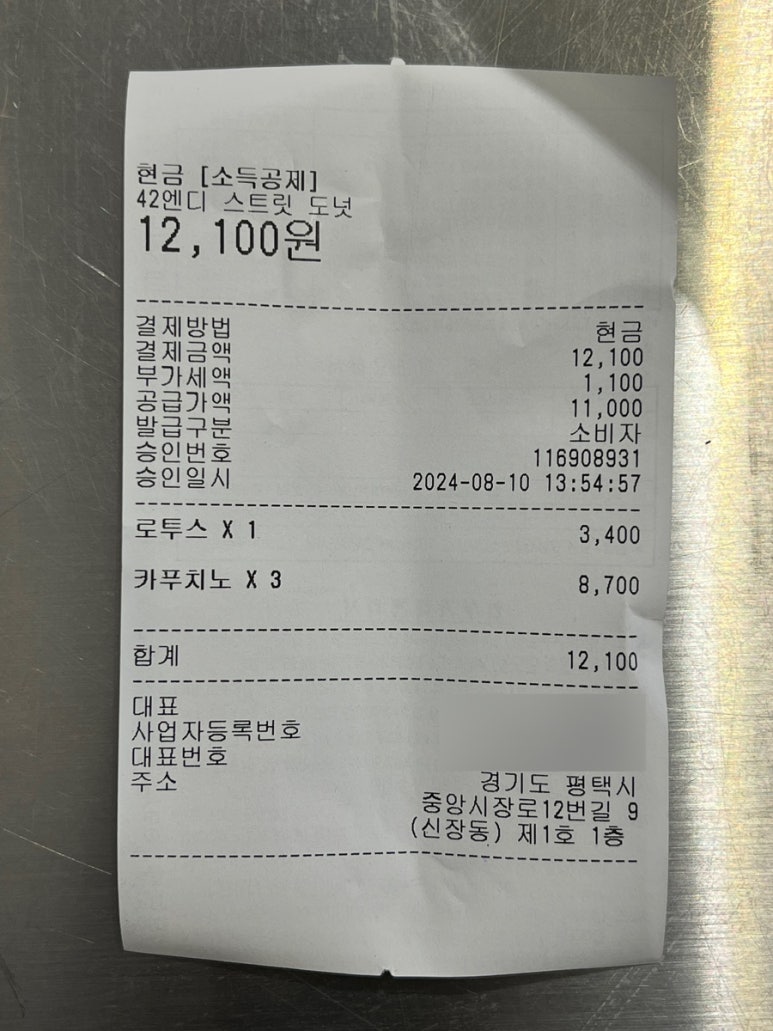 현금 [소득공제]
42엔디 스트릿 도넛
12,100원
결제방법 현금
결제금액 12,100
부가세액 1,100
공급가액 11,000
발급구분 소비자
승인번호 116908931
승인일시 2024-08-10 13:54:57
로투스 X 1 3,400
카푸치노 X 3 8,700
합계 12,100
대표
사업자등록번호
대표번호
주소 경기도 평택시
중앙시장로12번길 9
(신장동) 제1호 1층